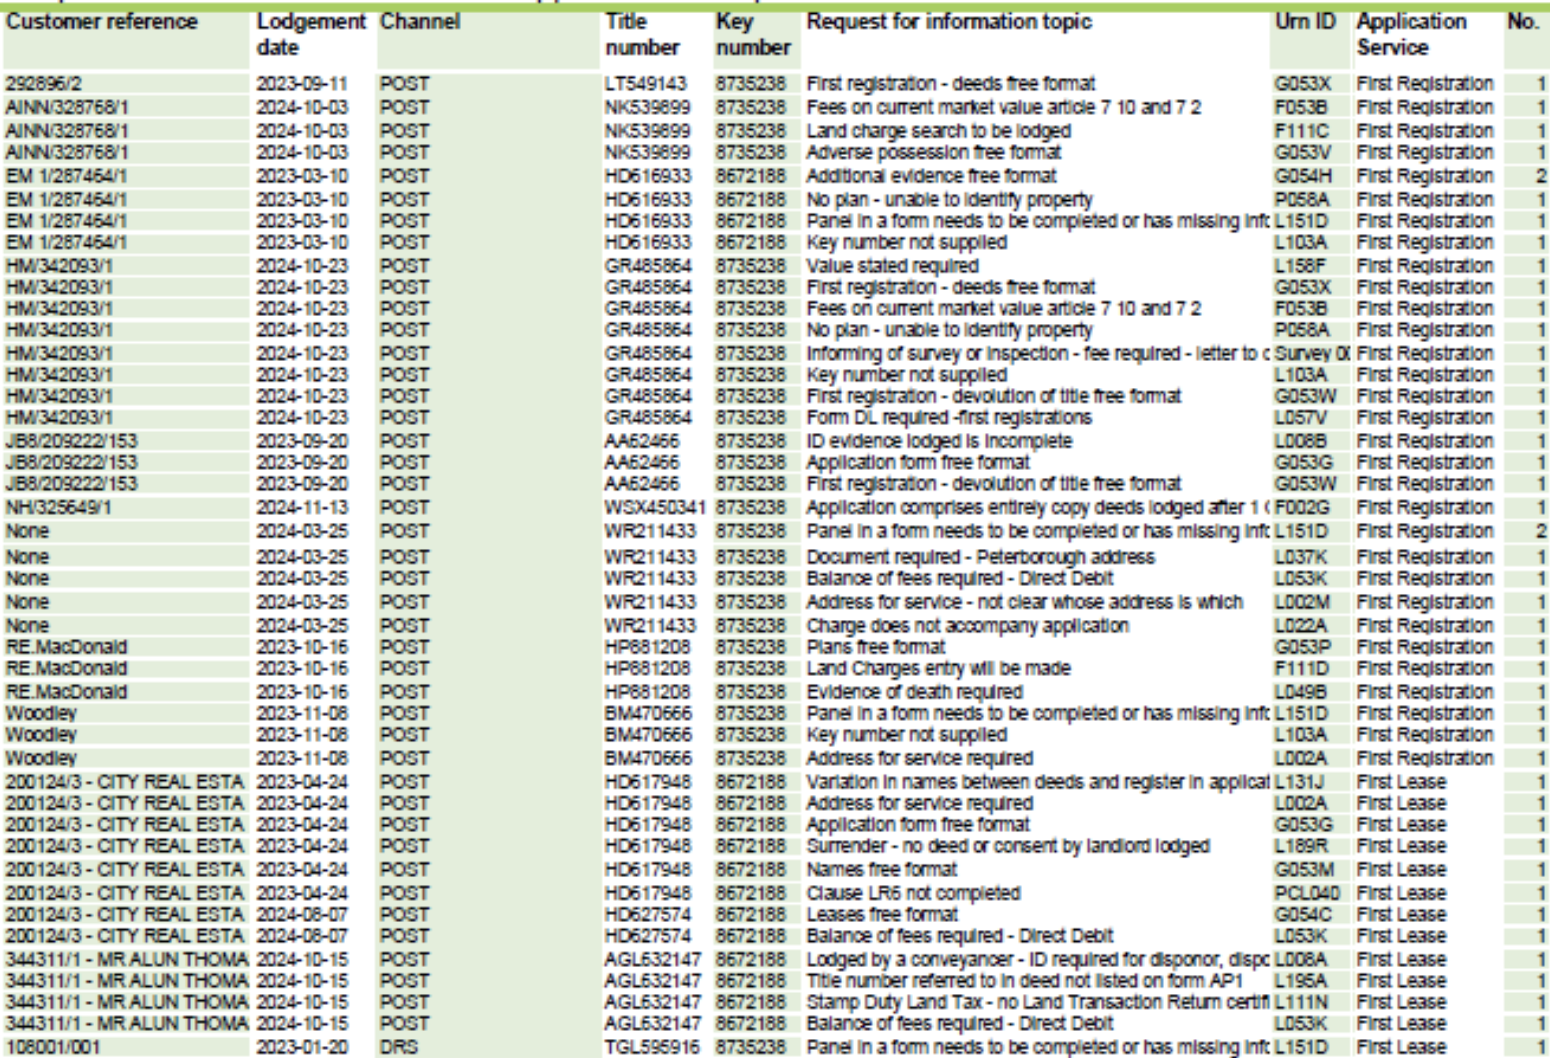 Customer reference Lodgement date Channel Title number Key number Request for information topic Urn ID Application Service No.
292896/2 2023-09-11 POST LT549143 8735238 First registration - deeds free format G053X First Registration 1
AINN/328768/1 2024-10-03 POST NK539899 8735238 Fees on current market value article 7 10 and 7 2 F053B First Registration 1
AINN/328768/1 2024-10-03 POST NK539899 8735238 Land charge search to be lodged F111C First Registration 1
AINN/328768/1 2024-10-03 POST NK539899 8735238 Adverse possession free format G053V First Registration 1
EM 1/287464/1 2023-03-10 POST HD616933 8672188 Additional evidence free format G054H First Registration 2
EM 1/287464/1 2023-03-10 POST HD616933 8672188 No plan - unable to identify property P058A First Registration 1
EM 1/287464/1 2023-03-10 POST HD616933 8672188 Panel in a form needs to be completed or has missing info L151D First Registration 1
EM 1/287464/1 2023-03-10 POST HD616933 8672188 Key number not supplied L103A First Registration 1
HM/342093/1 2024-10-23 POST GR485864 8735238 Value stated required L158F First Registration 1
HM/342093/1 2024-10-23 POST GR485864 8735238 First registration - deeds free format G053X First Registration 1
HM/342093/1 2024-10-23 POST GR485864 8735238 Fees on current market value article 7 10 and 7 2 F053B First Registration 1
HM/342093/1 2024-10-23 POST GR485864 8735238 No plan - unable to identify property P058A First Registration 1
HM/342093/1 2024-10-23 POST GR485864 8735238 Informing of survey or inspection - fee required - letter to c Survey First Registration 1
HM/342093/1 2024-10-23 POST GR485864 8735238 Key number not supplied L103A First Registration 1
HM/342093/1 2024-10-23 POST GR485864 8735238 First registration - devolution of title free format G053W First Registration 1
HM/342093/1 2024-10-23 POST GR485864 8735238 Form DL required -first registrations L057V First Registration 1
JB8/209222/153 2023-09-20 POST AA62466 8735238 ID evidence lodged is incomplete L008B First Registration 1
JB8/209222/153 2023-09-20 POST AA62466 8735238 Application form free format G053G First Registration 1
JB8/209222/153 2023-09-20 POST AA62466 8735238 First registration - devolution of title free format G053W First Registration 1
NH/325649/1 2024-11-13 POST WSX450341 8735238 Application comprises entirely copy deeds lodged after 1 F002G First Registration 1
None 2024-03-25 POST WR211433 8735238 Panel in a form needs to be completed or has missing info L151D First Registration 2
None 2024-03-25 POST WR211433 8735238 Document required - Peterborough address L037K First Registration 1
None 2024-03-25 POST WR211433 8735238 Balance of fees required - Direct Debit L053K First Registration 1
None 2024-03-25 POST WR211433 8735238 Address for service - not clear whose address is which L002M First Registration 1
None 2024-03-25 POST WR211433 8735238 Charge does not accompany application L022A First Registration 1
RE.MacDonald 2023-10-16 POST HP881208 8735238 Plans free format G053P First Registration 1
RE.MacDonald 2023-10-16 POST HP881208 8735238 Land Charges entry will be made F111D First Registration 1
RE.MacDonald 2023-10-16 POST HP881208 8735238 Evidence of death required L049B First Registration 1
Woodley 2023-11-08 POST BM470666 8735238 Panel in a form needs to be completed or has missing info L151D First Registration 1
Woodley 2023-11-08 POST BM470666 8735238 Key number not supplied L103A First Registration 1
Woodley 2023-11-08 POST BM470666 8735238 Address for service required L002A First Registration 1
200124/3 - CITY REAL ESTA 2023-04-24 POST HD617948 8672188 Variation in names between deeds and register in applicat L131J First Lease 1
200124/3 - CITY REAL ESTA 2023-04-24 POST HD617948 8672188 Address for service required L002A First Lease 1
200124/3 - CITY REAL ESTA 2023-04-24 POST HD617948 8672188 Application form free format G053G First Lease 1
200124/3 - CITY REAL ESTA 2023-04-24 POST HD617948 8672188 Surrender - no deed or consent by landlord lodged L189R First Lease 1
200124/3 - CITY REAL ESTA 2023-04-24 POST HD617948 8672188 Names free format G053M First Lease 1
200124/3 - CITY REAL ESTA 2023-04-24 POST HD617948 8672188 Clause LR6 not completed PCL040 First Lease 1
200124/3 - CITY REAL ESTA 2024-08-07 POST HD627574 8672188 Leases free format G054C First Lease 1
200124/3 - CITY REAL ESTA 2024-08-07 POST HD627574 8672188 Balance of fees required - Direct Debit L053K First Lease 1
344311/1 - MR ALUN THOMA 2024-10-15 POST AGL632147 8672188 Lodged by a conveyancer - ID required for disponor, dispo L008A First Lease 1
344311/1 - MR ALUN THOMA 2024-10-15 POST AGL632147 8672188 Title number referred to in deed not listed on form AP1 L195A First Lease 1
344311/1 - MR ALUN THOMA 2024-10-15 POST AGL632147 8672188 Stamp Duty Land Tax - no Land Transaction Return certifi L111N First Lease 1
344311/1 - MR ALUN THOMA 2024-10-15 POST AGL632147 8672188 Balance of fees required - Direct Debit L053K First Lease 1
108001/001 2023-01-20 DRS TGL595916 8735238 Panel in a form needs to be completed or has missing info L151D First Lease 1